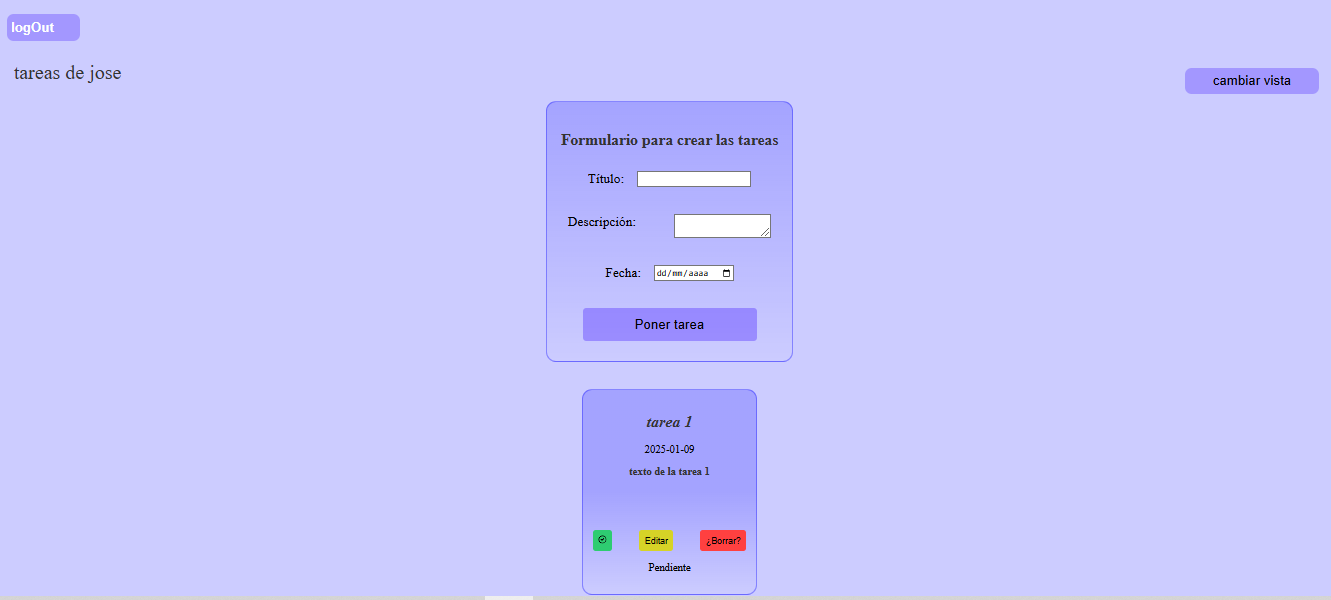 logOut
tareas de jose
cambiar vista
Formulario para crear las tareas
Título:
Descripción:
Fecha: dd/mm/aaaa
Poner tarea
tarea 1
2025-01-09
texto de la tarea 1
Editar ¿Borrar?
Pendiente